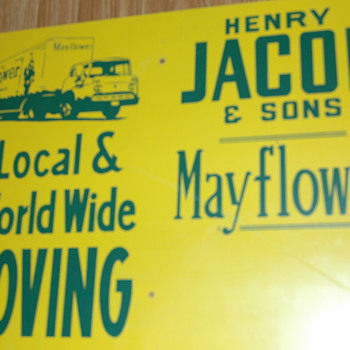 Mayflower
HENRY
JACO
& SONS
Local &
orld Wide
OVING
Mayflow